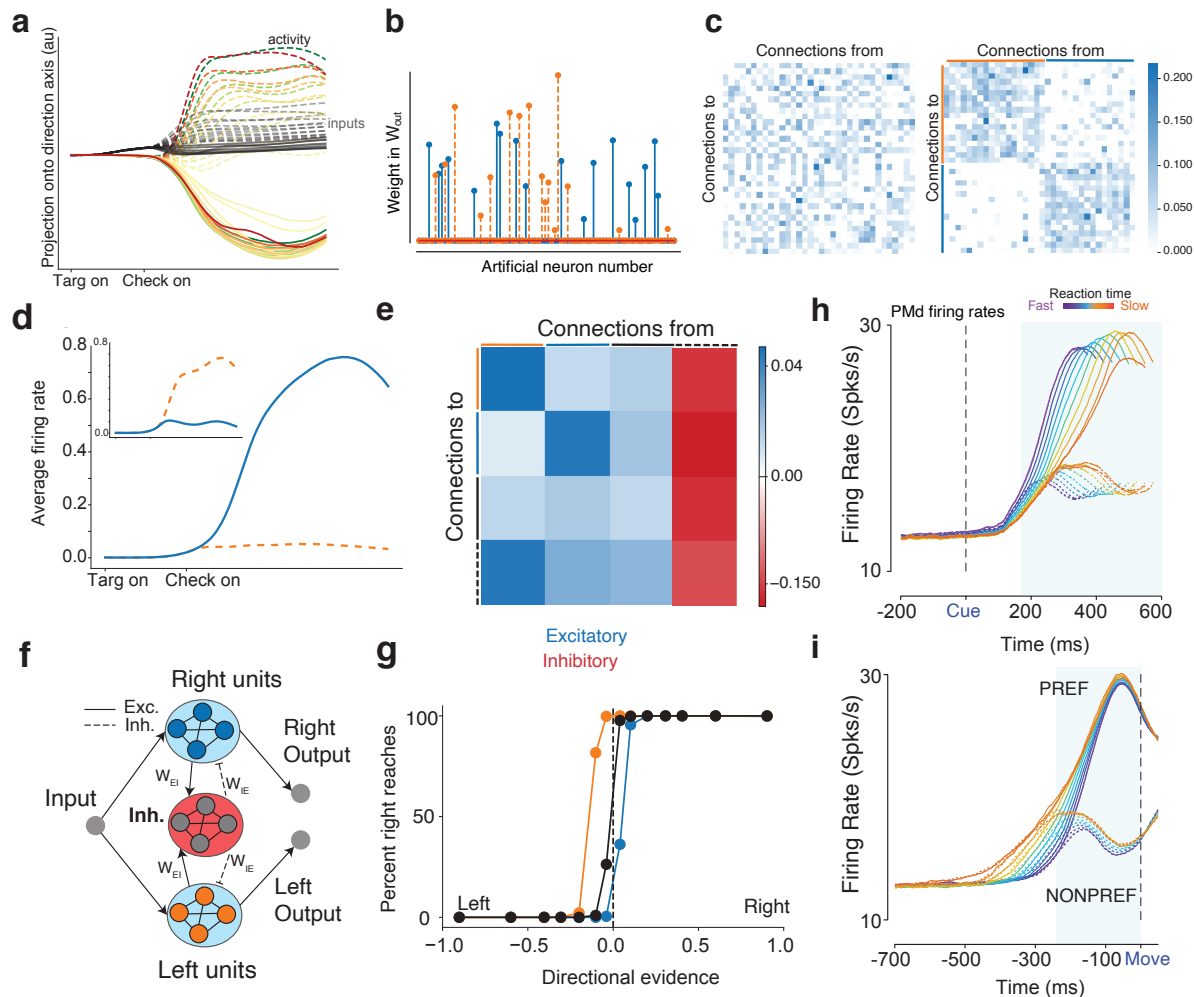 a
Projection onto direction axis (au)
activity
inputs
Targ on
Check on
b
Weight in Wout
Artificial neuron number
c
Connections from
Connections to
Connections from
Connections to
0.200
0.150
0.100
0.050
0.000
d
Average firing rate
0.8
0.6
0.4
0.2
0.0
0.8
0.0
Targ on
Check on
e
Connections from
Connections to
0.04
0.00
−0.150
Excitatory
Inhibitory
f
Right units
Exc.
Inh.
Right
Output
Input
WEI
WIE
Inh.
WEI
WIE
Left
Output
Left units
g
Percent right reaches
100
50
0
Left
Right
−1.0
−0.5
0.0
0.5
1.0
Directional evidence
h
Reaction time
Fast
Slow
PMd firing rates
Firing Rate (Spks/s)
30
10
-200
Cue
200
400
600
Time (ms)
i
Firing Rate (Spks/s)
30
10
PREF
NONPREF
-700
-500
-300
-100
Move
Time (ms)